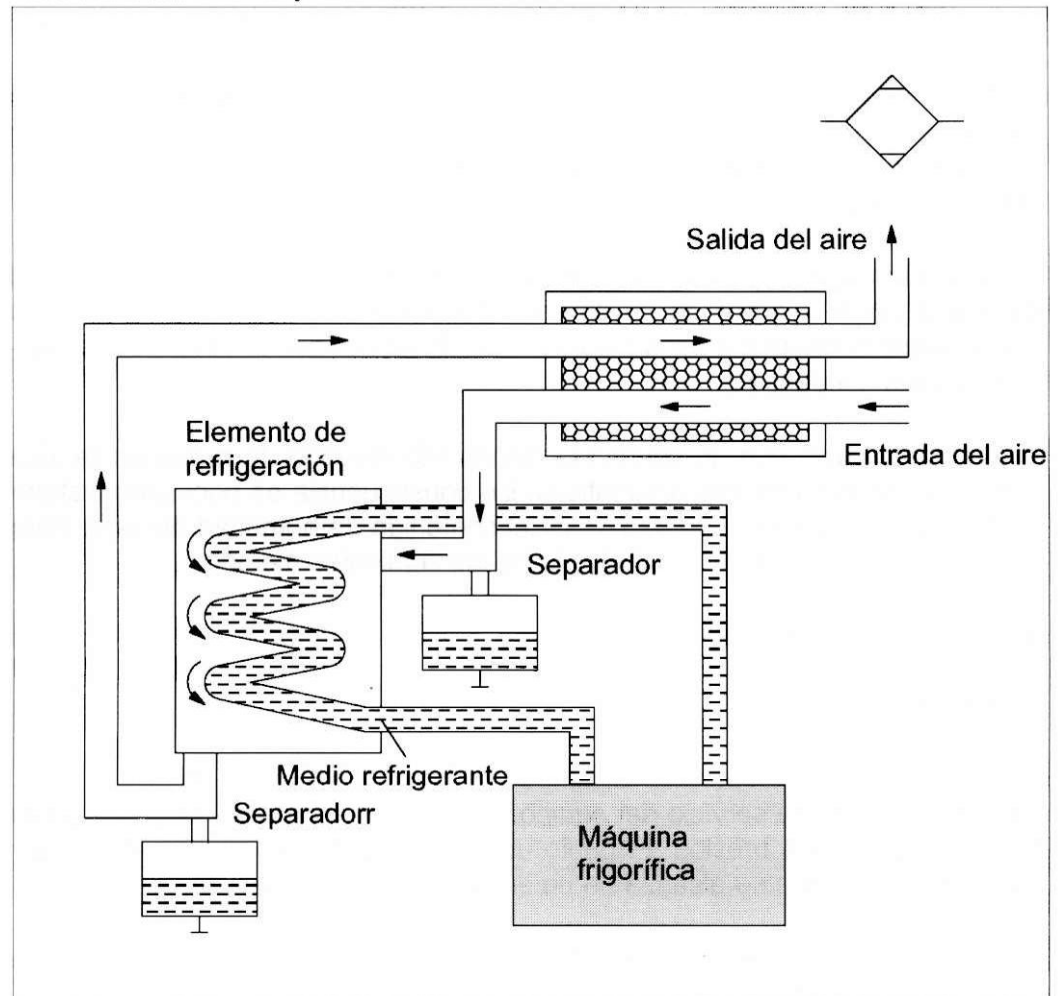 Salida del aire
Entrada del aire
Elemento de
refrigeración
Separador
Medio refrigerante
Separadorr
Máquina
frigorífica